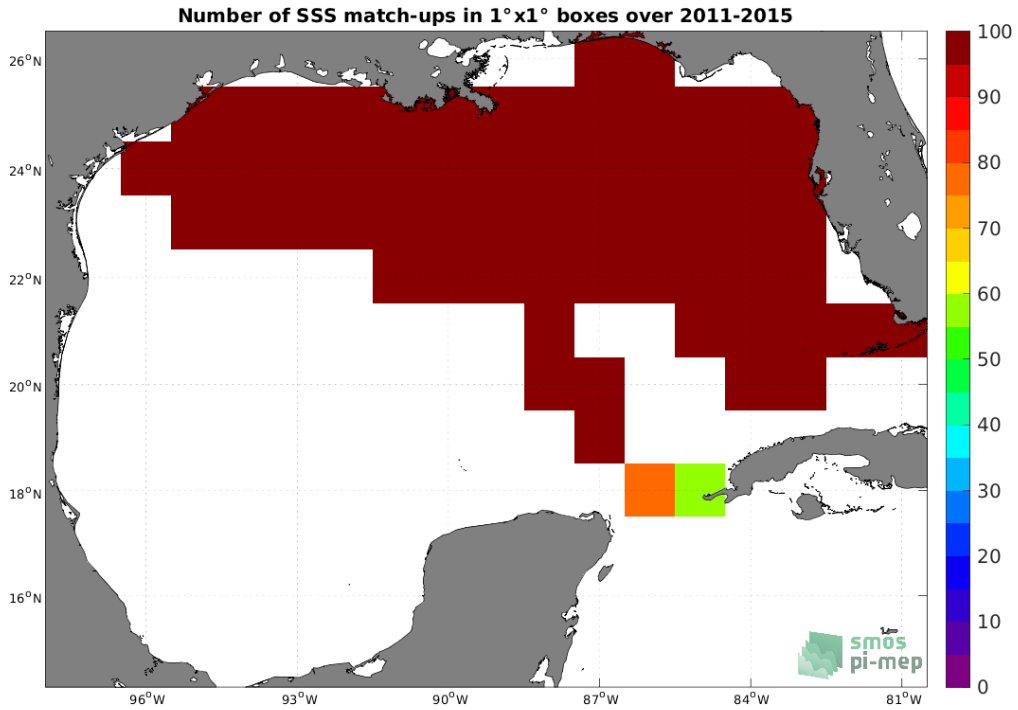 Number of SSS match-ups in 1°x1° boxes over 2011-2015
26°N
24°N
22°N
20°N
18°N
16°N
96°W
93°W
90°W
87°W
84°W
81°W
100
90
80
70
60
50
40
30
20
10
0
smos
pi-mep